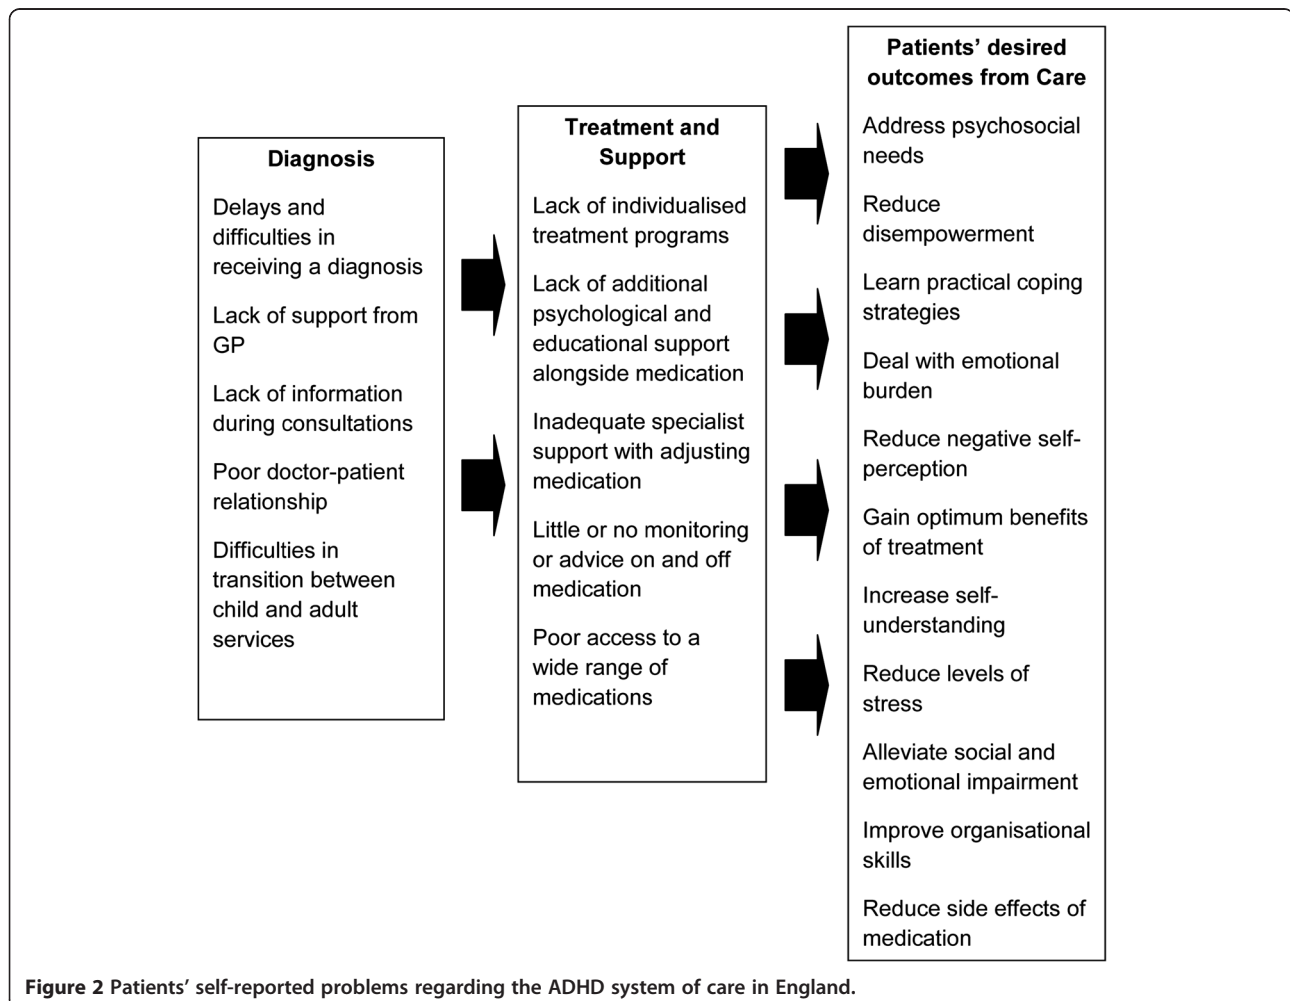 Diagnosis
Delays and
difficulties in
receiving a diagnosis
Lack of support from
GP
Lack of information
during consultations
Poor doctor-patient
relationship
Difficulties in
transition between
child and adult
services
Treatment and
Support
Lack of individualised
treatment programs
Lack of additional
psychological and
educational support
alongside medication
Inadequate specialist
support with adjusting
medication
Little or no monitoring
or advice on and off
medication
Poor access to a
wide range of
medications
Patients’ desired
outcomes from Care
Address psychosocial
needs
Reduce
disempowerment
Learn practical coping
strategies
Deal with emotional
burden
Reduce negative self-
perception
Gain optimum benefits
of treatment
Increase self-
understanding
Reduce levels of
stress
Alleviate social and
emotional impairment
Improve organisational
skills
Reduce side effects of
medication
Figure 2 Patients’ self-reported problems regarding the ADHD system of care in England.